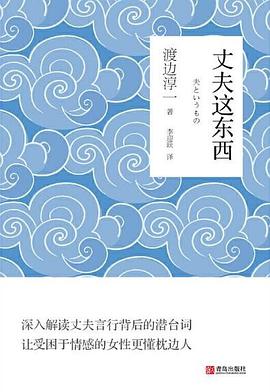 丈夫这东西
夫というもの
渡边淳一
著
李迎跃 译
深入解读丈夫言行背后的潜台词
让受困于情感的女性更懂枕边人
青岛出版社